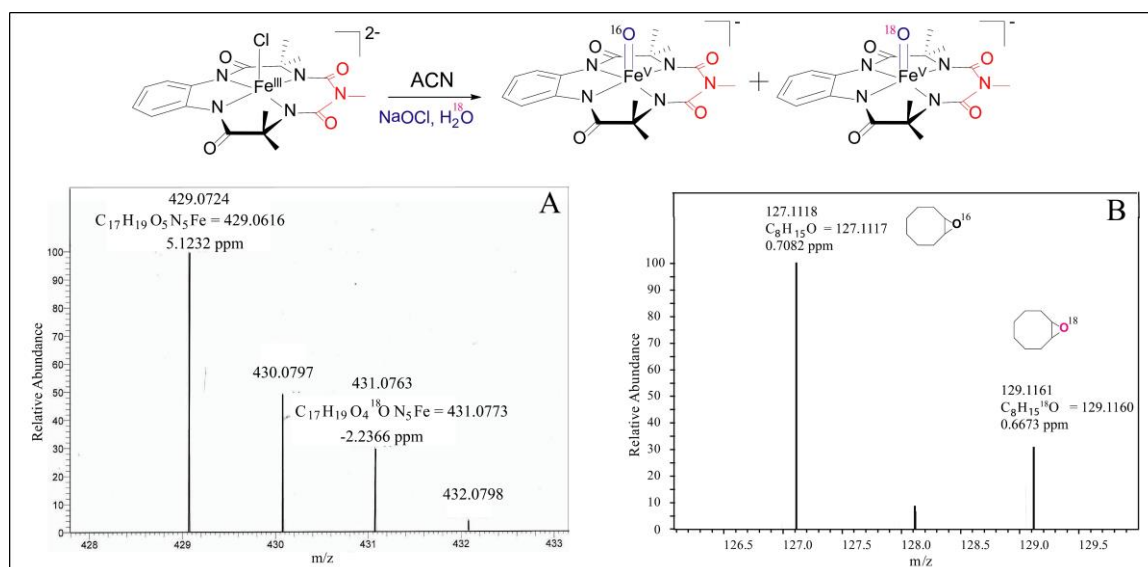 Cl
2-
O
N
N
O
Fe III
N
N
N
O
O
ACN
NaOCl, H2 18O
16O
-
O
N
N
O
Fe V
N
N
N
O
O
+
18O
-
O
N
N
O
Fe V
N
N
N
O
O
A
429.0724
C17H19O5N5Fe = 429.0616
5.1232 ppm
430.0797
431.0763
C17H19O4 18O N5Fe = 431.0773
-2.2366 ppm
432.0798
Relative Abundance
100
90
80
70
60
50
40
30
20
10
0
428 429 430 431 432 433
m/z
B
127.1118
C8H15O = 127.1117
0.7082 ppm
O16
O18
129.1161
C8H15 18O = 129.1160
0.6673 ppm
Relative Abundance
100
90
80
70
60
50
40
30
20
10
0
126.5 127.0 127.5 128.0 128.5 129.0 129.5
m/z